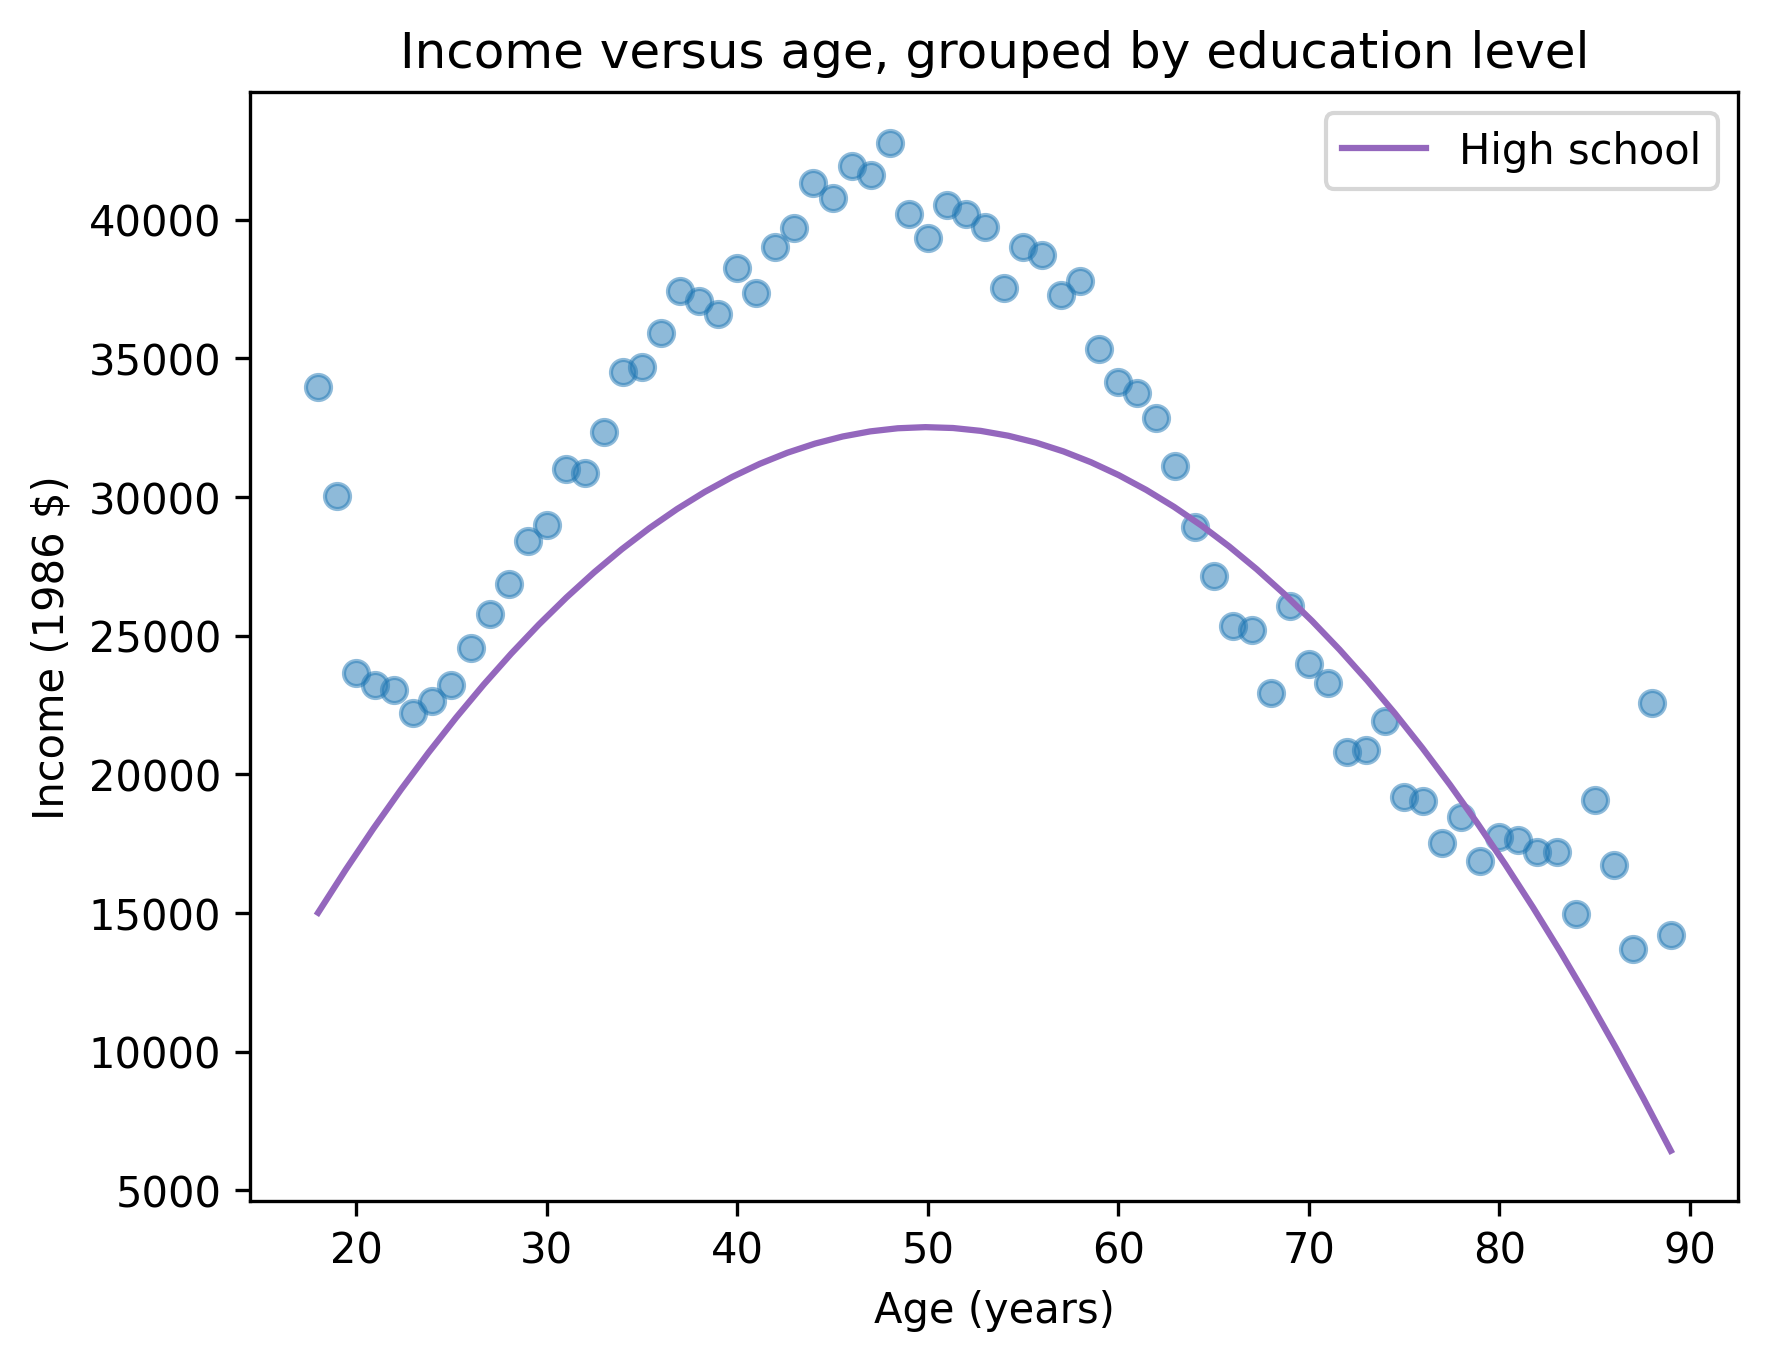 Income versus age, grouped by education level
High school
Income (1986 $)
40000
35000
30000
25000
20000
15000
10000
5000
20 30 40 50 60 70 80 90
Age (years)